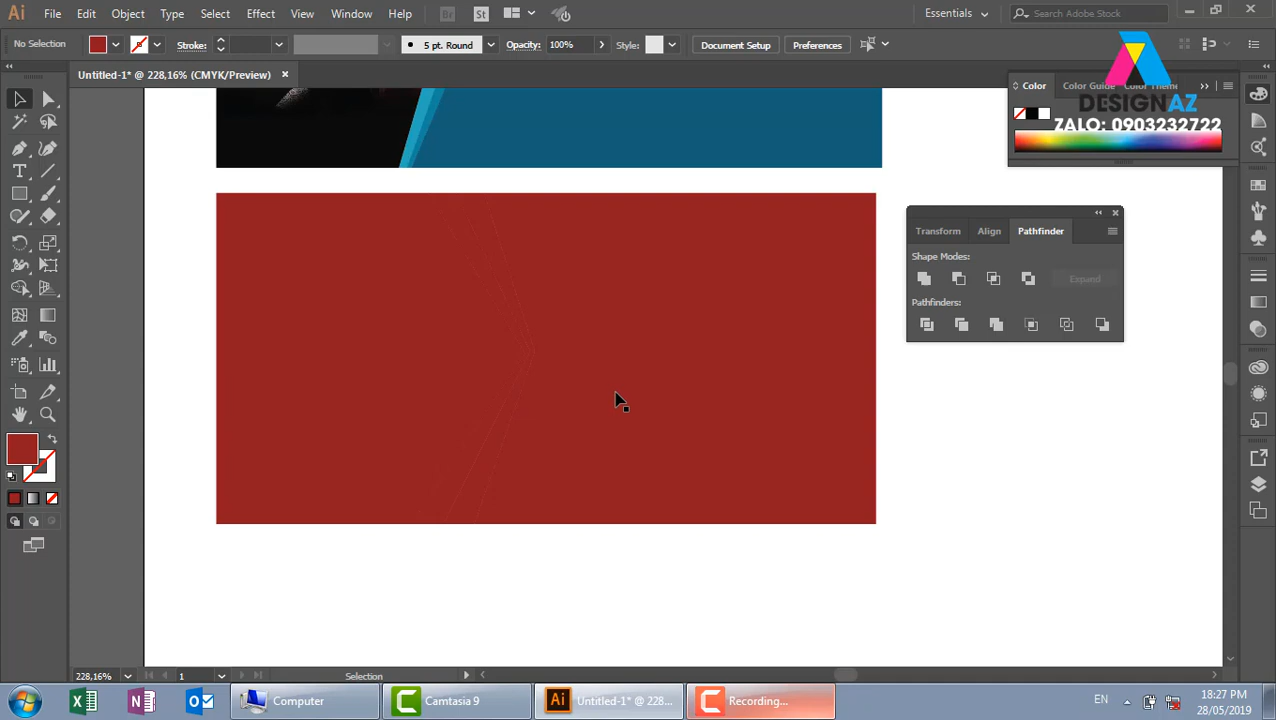 Ai File Edit Object Type Select Effect View Window Help Br St Essentials Search Adobe Stock
No Selection Stroke: 5 pt. Round Opacity: 100% Style: Document Setup Preferences
Untitled-1* @ 228,16% (CMYK/Preview)
Color Color Guide Color Theme
DESIGNAZ
ZALO: 0903232722
Transform Align Pathfinder
Shape Modes:
Expand
Pathfinders:
228,16% 1 Selection
Computer Camtasia 9 Ai Untitled-1* @ 228... Recording... EN 18:27 PM
28/05/2019